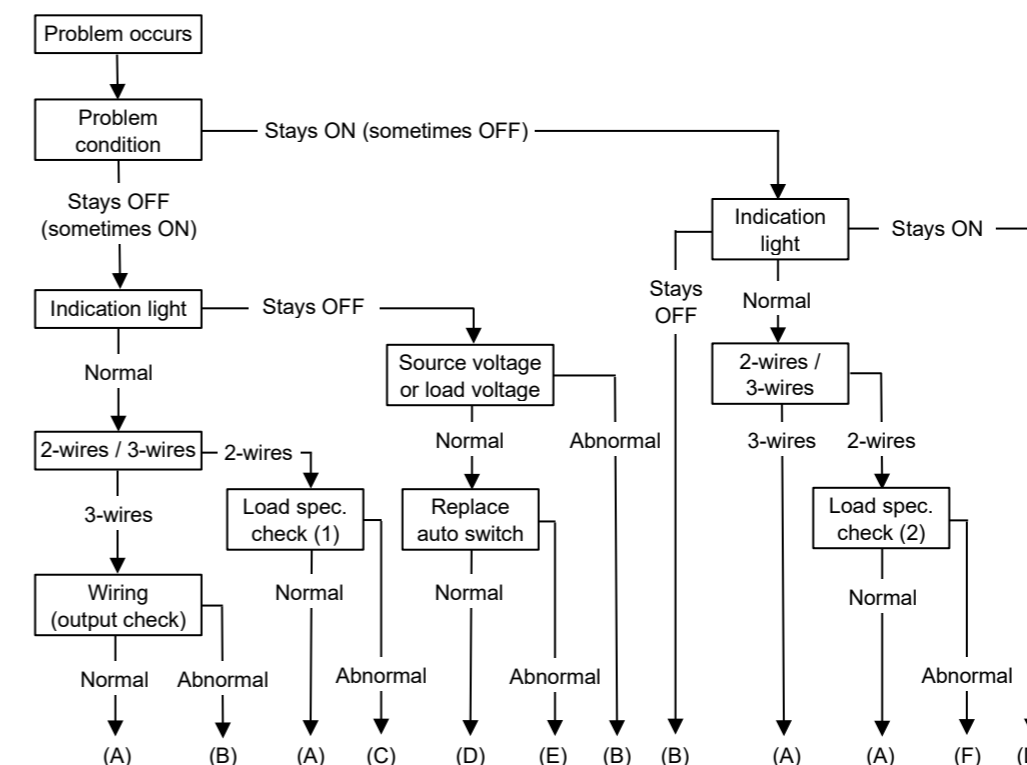 Problem occurs
Problem
condition
Stays ON (sometimes OFF)
Stays OFF
(sometimes ON)
Indication
light
Stays ON
Stays
OFF
Normal
Indication light
Stays OFF
Normal
Source voltage
or load voltage
2-wires /
3-wires
Normal
Abnormal
3-wires
2-wires
2-wires / 3-wires
2-wires
3-wires
Load spec.
check (1)
Replace
auto switch
Load spec.
check (2)
Wiring
(output check)
Normal
Normal
Normal
Normal
Abnormal
Abnormal
Abnormal
Abnormal
(A)
(B)
(A)
(C)
(D)
(E)
(B)
(B)
(A)
(A)
(F)